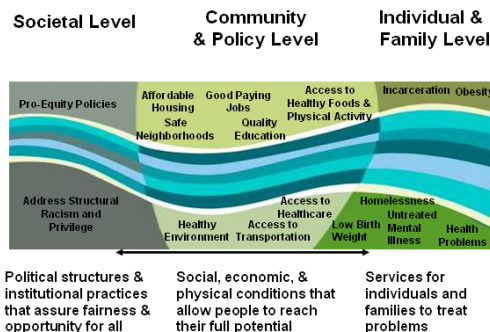 Societal Level
Community
& Policy Level
Individual &
Family Level
Pro-Equity Policies
Affordable
Housing
Good Paying
Jobs
Access to
Healthy Foods &
Physical Activity
Safe
Neighborhoods
Quality
Education
Incarceration
Obesity
Address Structural
Racism and
Privilege
Healthy
Environment
Access to
Transportation
Access to
Healthcare
Low Birth
Weight
Homelessness
Untreated
Mental
Illness
Health
Problems
Political structures &
institutional practices
that assure fairness &
opportunity for all
Social, economic, &
physical conditions that
allow people to reach
their full potential
Services for
individuals and
families to treat
problems